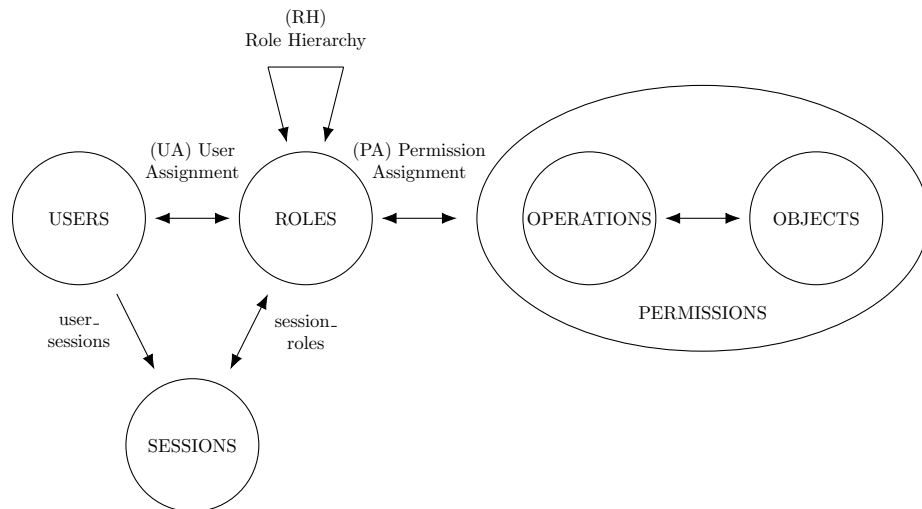 (RH)
Role Hierarchy
(UA) User
Assignment
(PA) Permission
Assignment
USERS
ROLES
OPERATIONS
OBJECTS
PERMISSIONS
user_
sessions
session_
roles
SESSIONS